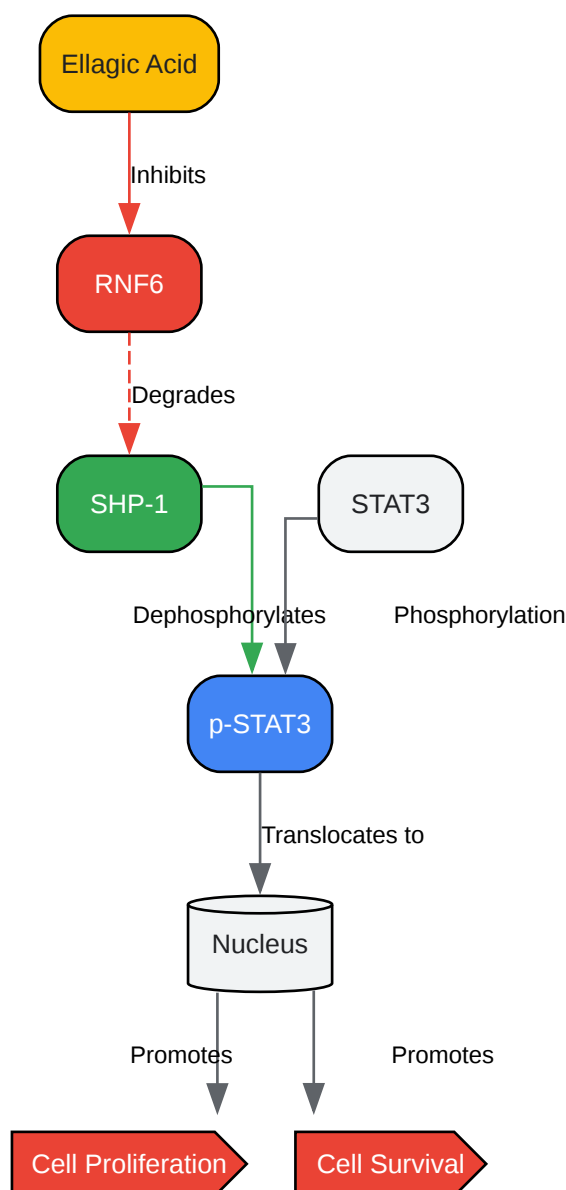 Ellagic Acid
Inhibits
RNF6
Degrades
SHP-1
STAT3
Dephosphorylates
Phosphorylation
p-STAT3
Translocates to
Nucleus
Promotes
Promotes
Cell Proliferation
Cell Survival